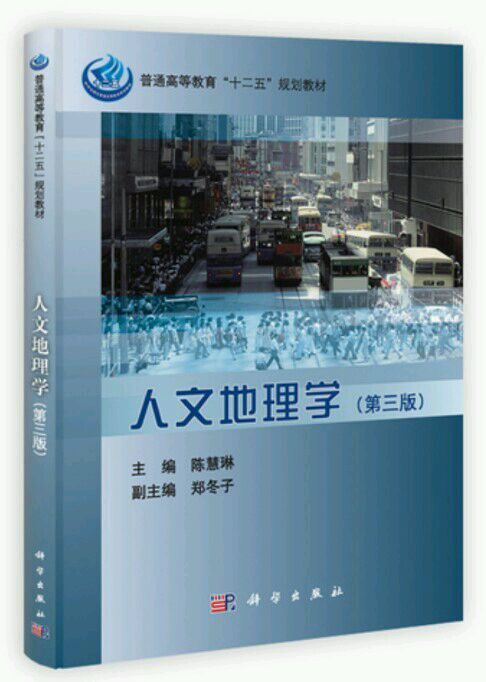 普通高等教育“十二五”规划教材
人文地理学(第三版)
主 编 陈慧琳
副主编 郑冬子
科学出版社
普通高等教育“十二五”规划教材
人文地理学(第三版)
科学出版社